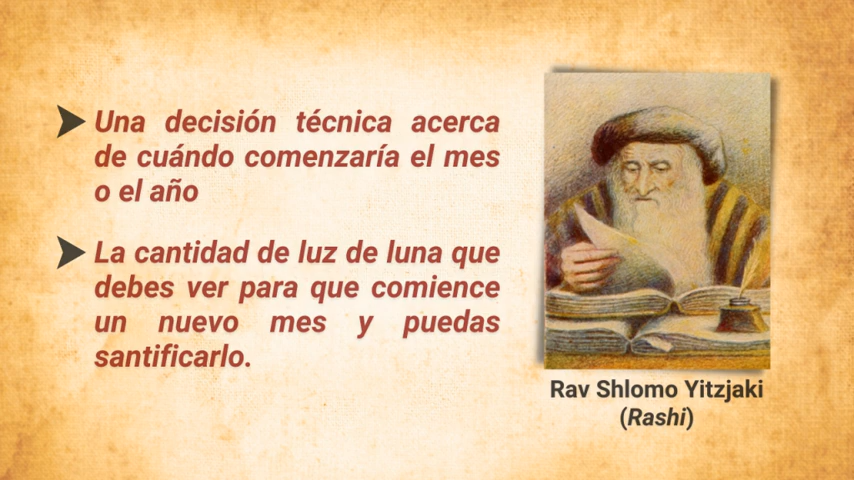 Una decisión técnica acerca
de cuándo comenzaría el mes
o el año
La cantidad de luz de luna que
debes ver para que comience
un nuevo mes y puedas
santificarlo.
Rav Shlomo Yitzjaki
(Rashi)